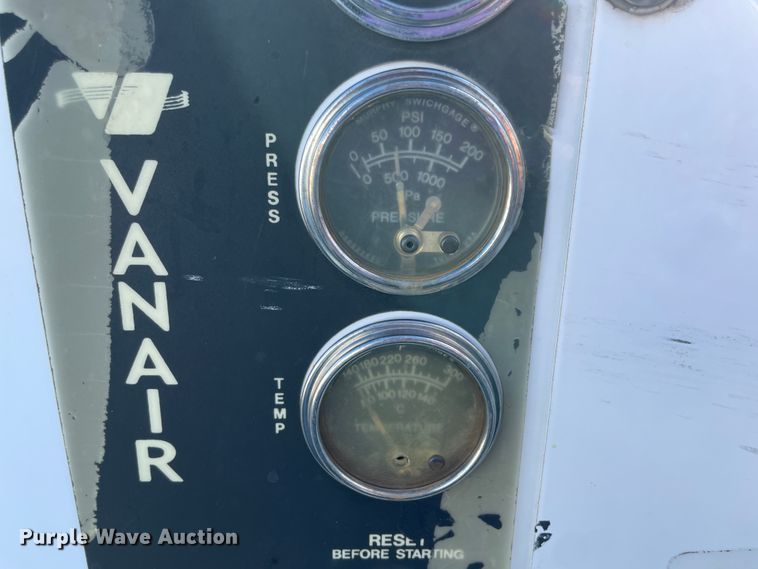 VANAIR
PRESS
MURPHY SWICHGAGE®
PSI
0 50 100 150 200
0 500 1000
kPa
PRESSURE
TEMP
F
140 180 220 260 300
60 100 120 140
°C
TEMPERATURE
RESET
BEFORE STARTING
Purple Wave Auction